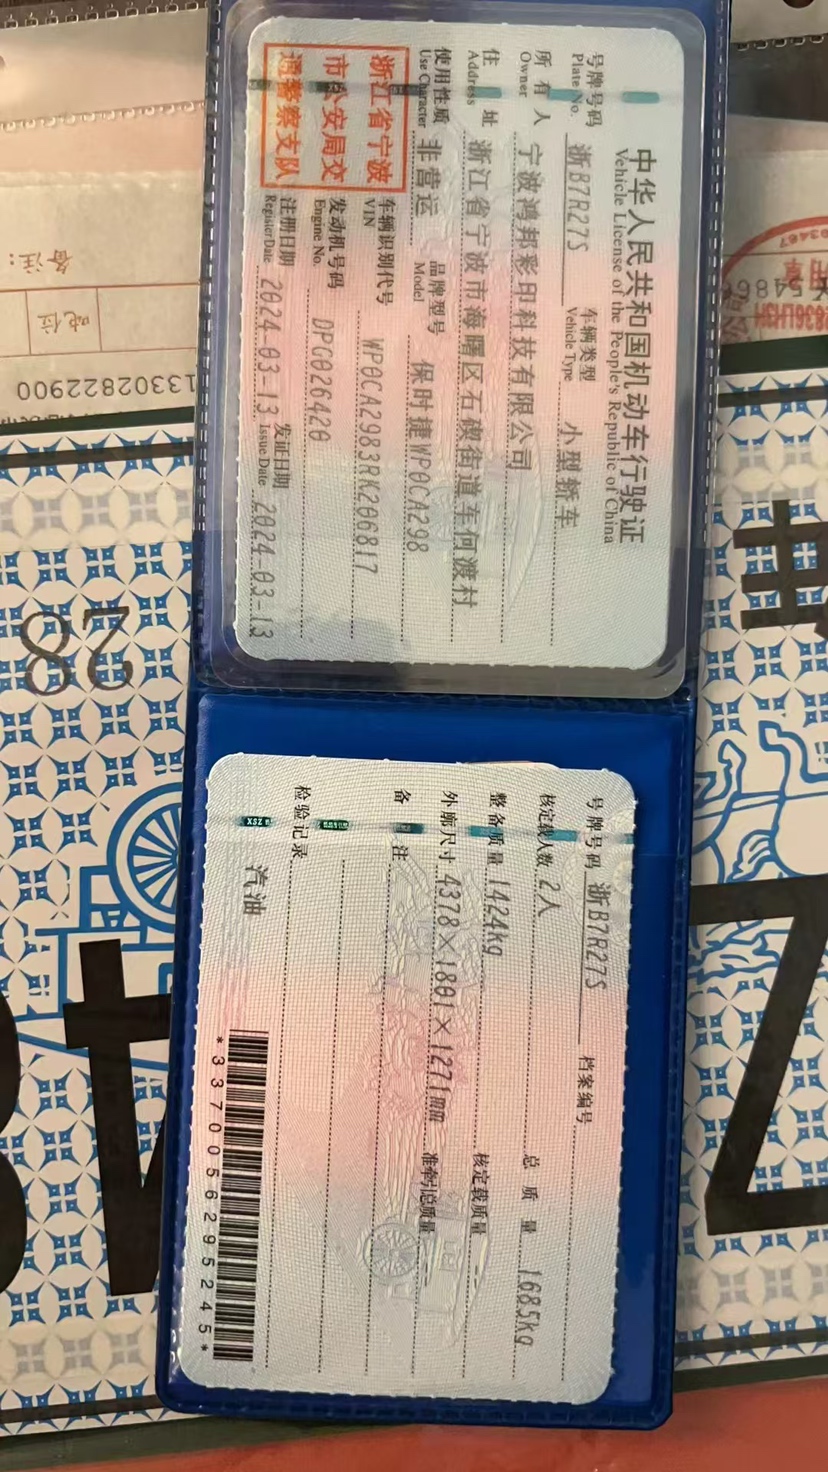 中华人民共和国机动车行驶证
Vehicle License of the People's Republic of China
号牌号码 浙B7R27S 车辆类型 小型轿车
Plate No. Vehicle Type
所有人 宁波鸿邦彩印科技有限公司
Owner
住址 浙江省宁波市海曙区石碶街道车何渡村
Address
使用性质 非营运 品牌型号 保时捷WP0CA298
Use Character Model
浙江省宁波
市公安局交
通警察支队
车辆识别代号 WP0CA2983RK206817
VIN
发动机号码 DPG026420
Engine No.
注册日期 2024-03-13 发证日期 2024-03-13
Register Date Issue Date
号牌号码 浙B7R27S 档案编号
核定载人数 2人 总质量 1685kg
整备质量 1424kg 核定载质量
外廓尺寸 4378×1801×1271mm 准牵引总质量
备注
检验记录
汽油
XSZ
*3370056295245*
备注：
吨位
13302822900
28
Z